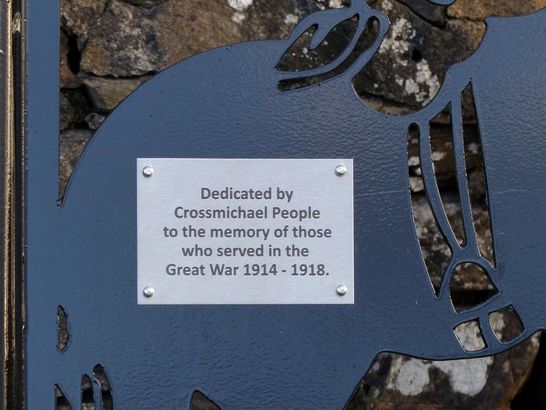 Dedicated by
Crossmichael People
to the memory of those
who served in the
Great War 1914 - 1918.